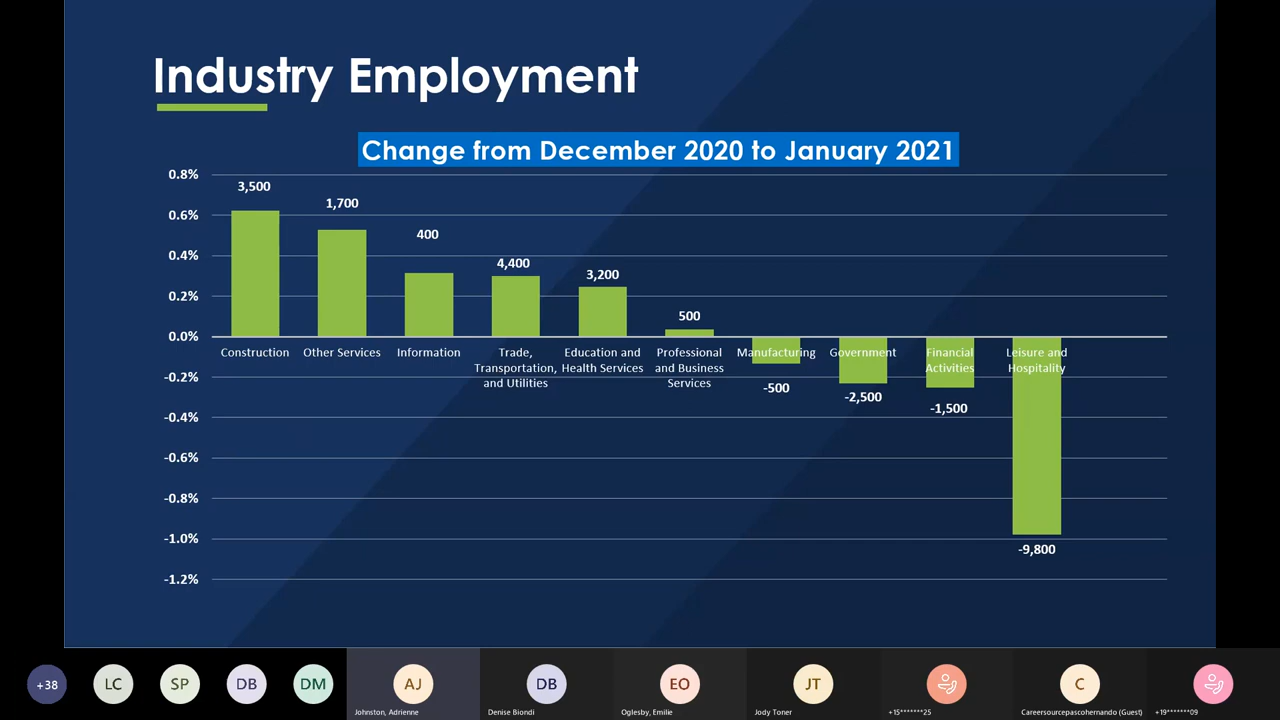 Industry Employment
Change from December 2020 to January 2021
0.8%
0.6%
0.4%
0.2%
0.0%
-0.2%
-0.4%
-0.6%
-0.8%
-1.0%
-1.2%
3,500
1,700
400
4,400
3,200
500
-500
-2,500
-1,500
-9,800
Construction
Other Services
Information
Trade,
Transportation,
and Utilities
Education and
Health Services
Professional
and Business
Services
Manufacturing
Government
Financial
Activities
Leisure and
Hospitality
+38
LC
SP
DB
DM
AJ
Johnston, Adrienne
DB
Denise Biondi
EO
Oglesby, Emilie
JT
Jody Toner
+15*******25
C
Careersourcepascohernando (Guest)
+19*******09